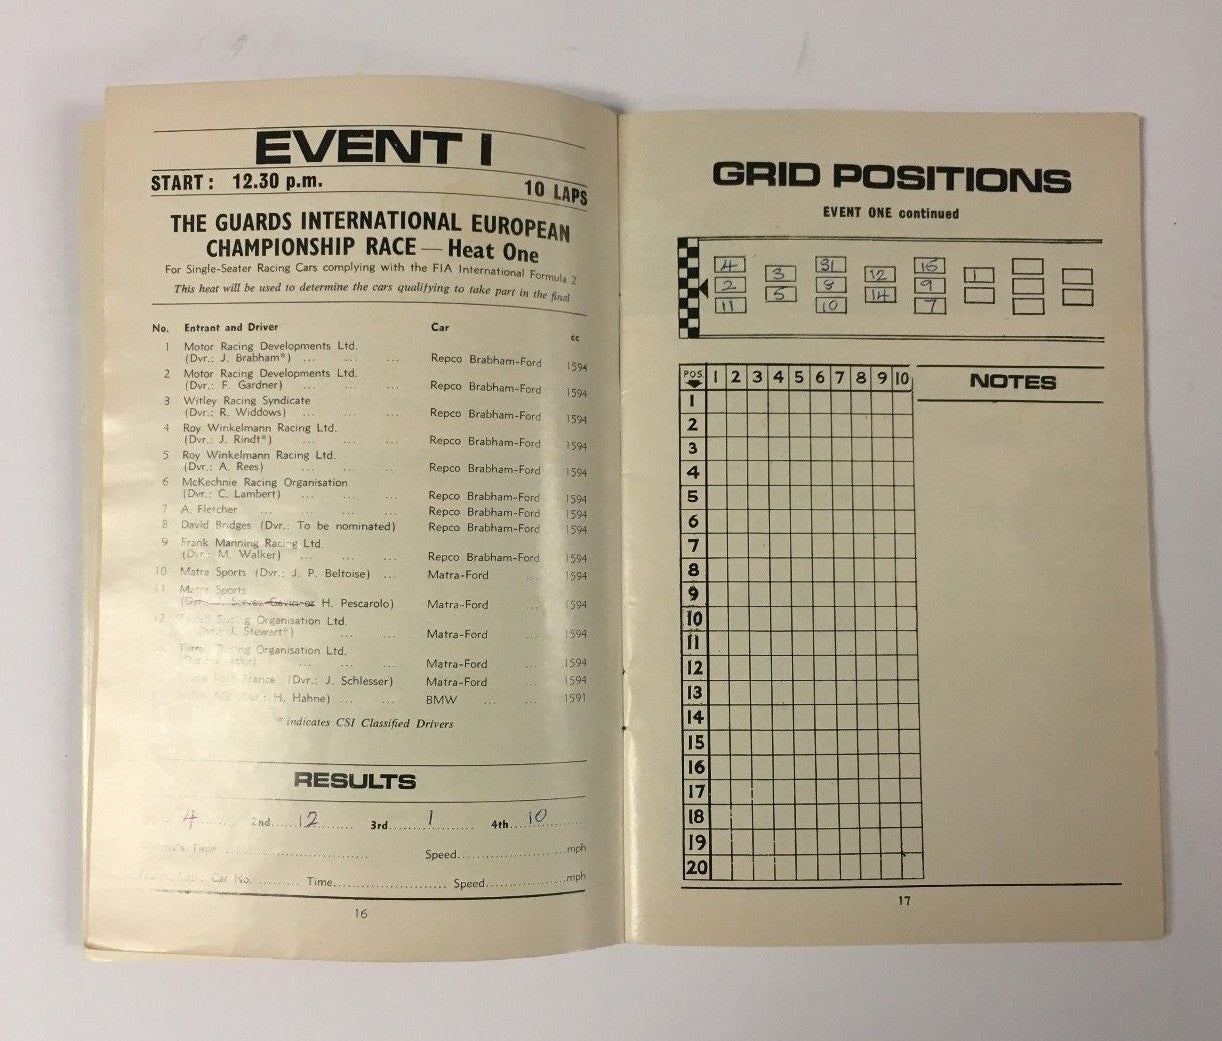 EVENT 1
START: 12.30 p.m. 10 LAPS
THE GUARDS INTERNATIONAL EUROPEAN
CHAMPIONSHIP RACE — Heat One
For Single-Seater Racing Cars complying with the FIA International Formula 2
This heat will be used to determine the cars qualifying to take part in the final
No. Entrant and Driver Car cc
1 Motor Racing Developments Ltd.
(Dvr.: J. Brabham*) ... ... ... Repco Brabham-Ford 1594
2 Motor Racing Developments Ltd.
(Dvr.: F. Gardner) ... ... ... Repco Brabham-Ford 1594
3 Witley Racing Syndicate
(Dvr.: R. Widdows) ... ... ... Repco Brabham-Ford 1594
4 Roy Winkelmann Racing Ltd.
(Dvr.: J. Rindt*) ... ... ... Repco Brabham-Ford 1594
5 Roy Winkelmann Racing Ltd.
(Dvr.: A. Rees) ... ... ... Repco Brabham-Ford 1594
6 McKechnie Racing Organisation
(Dvr.: C. Lambert) ... ... ... Repco Brabham-Ford 1594
7 A. Fletcher ... ... ... Repco Brabham-Ford 1594
8 David Bridges (Dvr.: To be nominated) Repco Brabham-Ford 1594
9 Frank Manning Racing Ltd.
(Dvr.: M. Walker) ... ... ... Repco Brabham-Ford 1594
10 Matra Sports (Dvr.: J. P. Beltoise) ... Matra-Ford ... 1594
11 Matra Sports
H. Pescarolo) Matra-Ford ... 1594
12 Tyrrell Racing Organisation Ltd.
(Dvr.: J. Stewart*) ... ... Matra-Ford ... 1594
Tyrrell Racing Organisation Ltd.
... ... ... Matra-Ford ... 1594
Ford France (Dvr.: J. Schlesser) Matra-Ford ... 1594
(Dvr.: H. Hahne) ... ... BMW ... ... 1591
* indicates CSI Classified Drivers
RESULTS
4 2nd 12 3rd 1 4th 10
Winner's Time Speed mph
Lap: Car No. Time Speed mph
16
GRID POSITIONS
EVENT ONE continued
4 3 31 12 15 1
2 5 8 14 9
11 10 7
POS. 1 2 3 4 5 6 7 8 9 10 NOTES
1
2
3
4
5
6
7
8
9
10
11
12
13
14
15
16
17
18
19
20
17